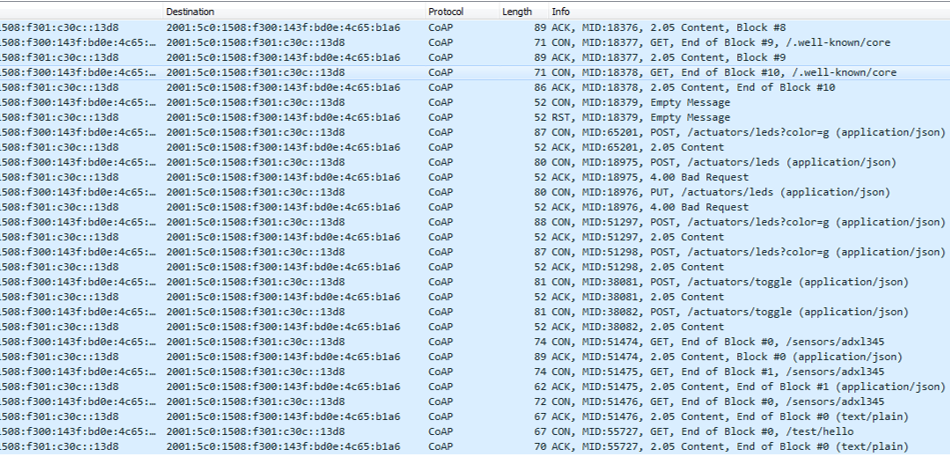 Destination Protocol Length Info
1508:f301:c30c::13d8 2001:5c0:1508:f300:143f:bd0e:4c65:b1a6 CoAP 89 ACK, MID:18376, 2.05 Content, Block #8
1508:f300:143f:bd0e:4c65:… 2001:5c0:1508:f301:c30c::13d8 CoAP 71 CON, MID:18377, GET, End of Block #9, /.well-known/core
1508:f301:c30c::13d8 2001:5c0:1508:f300:143f:bd0e:4c65:b1a6 CoAP 89 ACK, MID:18377, 2.05 Content, Block #9
1508:f300:143f:bd0e:4c65:… 2001:5c0:1508:f301:c30c::13d8 CoAP 71 CON, MID:18378, GET, End of Block #10, /.well-known/core
1508:f301:c30c::13d8 2001:5c0:1508:f300:143f:bd0e:4c65:b1a6 CoAP 86 ACK, MID:18378, 2.05 Content, End of Block #10
1508:f300:143f:bd0e:4c65:… 2001:5c0:1508:f301:c30c::13d8 CoAP 52 CON, MID:18379, Empty Message
1508:f301:c30c::13d8 2001:5c0:1508:f300:143f:bd0e:4c65:b1a6 CoAP 52 RST, MID:18379, Empty Message
1508:f300:143f:bd0e:4c65:… 2001:5c0:1508:f301:c30c::13d8 CoAP 87 CON, MID:65201, POST, /actuators/leds?color=g (application/json)
1508:f301:c30c::13d8 2001:5c0:1508:f300:143f:bd0e:4c65:b1a6 CoAP 52 ACK, MID:65201, 2.05 Content
1508:f300:143f:bd0e:4c65:… 2001:5c0:1508:f301:c30c::13d8 CoAP 80 CON, MID:18975, POST, /actuators/leds (application/json)
1508:f301:c30c::13d8 2001:5c0:1508:f300:143f:bd0e:4c65:b1a6 CoAP 52 ACK, MID:18975, 4.00 Bad Request
1508:f300:143f:bd0e:4c65:… 2001:5c0:1508:f301:c30c::13d8 CoAP 80 CON, MID:18976, PUT, /actuators/leds (application/json)
1508:f301:c30c::13d8 2001:5c0:1508:f300:143f:bd0e:4c65:b1a6 CoAP 52 ACK, MID:18976, 4.00 Bad Request
1508:f300:143f:bd0e:4c65:… 2001:5c0:1508:f301:c30c::13d8 CoAP 88 CON, MID:51297, POST, /actuators/leds?color=g (application/json)
1508:f301:c30c::13d8 2001:5c0:1508:f300:143f:bd0e:4c65:b1a6 CoAP 52 ACK, MID:51297, 2.05 Content
1508:f300:143f:bd0e:4c65:… 2001:5c0:1508:f301:c30c::13d8 CoAP 87 CON, MID:51298, POST, /actuators/leds?color=g (application/json)
1508:f301:c30c::13d8 2001:5c0:1508:f300:143f:bd0e:4c65:b1a6 CoAP 52 ACK, MID:51298, 2.05 Content
1508:f300:143f:bd0e:4c65:… 2001:5c0:1508:f301:c30c::13d8 CoAP 81 CON, MID:38081, POST, /actuators/toggle (application/json)
1508:f301:c30c::13d8 2001:5c0:1508:f300:143f:bd0e:4c65:b1a6 CoAP 52 ACK, MID:38081, 2.05 Content
1508:f300:143f:bd0e:4c65:… 2001:5c0:1508:f301:c30c::13d8 CoAP 81 CON, MID:38082, POST, /actuators/toggle (application/json)
1508:f301:c30c::13d8 2001:5c0:1508:f300:143f:bd0e:4c65:b1a6 CoAP 52 ACK, MID:38082, 2.05 Content
1508:f300:143f:bd0e:4c65:… 2001:5c0:1508:f301:c30c::13d8 CoAP 74 CON, MID:51474, GET, End of Block #0, /sensors/adxl345
1508:f301:c30c::13d8 2001:5c0:1508:f300:143f:bd0e:4c65:b1a6 CoAP 89 ACK, MID:51474, 2.05 Content, Block #0 (application/json)
1508:f300:143f:bd0e:4c65:… 2001:5c0:1508:f301:c30c::13d8 CoAP 74 CON, MID:51475, GET, End of Block #1, /sensors/adxl345
1508:f301:c30c::13d8 2001:5c0:1508:f300:143f:bd0e:4c65:b1a6 CoAP 62 ACK, MID:51475, 2.05 Content, End of Block #1 (application/json)
1508:f300:143f:bd0e:4c65:… 2001:5c0:1508:f301:c30c::13d8 CoAP 72 CON, MID:51476, GET, End of Block #0, /sensors/adxl345
1508:f301:c30c::13d8 2001:5c0:1508:f300:143f:bd0e:4c65:b1a6 CoAP 67 ACK, MID:51476, 2.05 Content, End of Block #0 (text/plain)
1508:f300:143f:bd0e:4c65:… 2001:5c0:1508:f301:c30c::13d8 CoAP 67 CON, MID:55727, GET, End of Block #0, /test/hello
1508:f301:c30c::13d8 2001:5c0:1508:f300:143f:bd0e:4c65:b1a6 CoAP 70 ACK, MID:55727, 2.05 Content, End of Block #0 (text/plain)